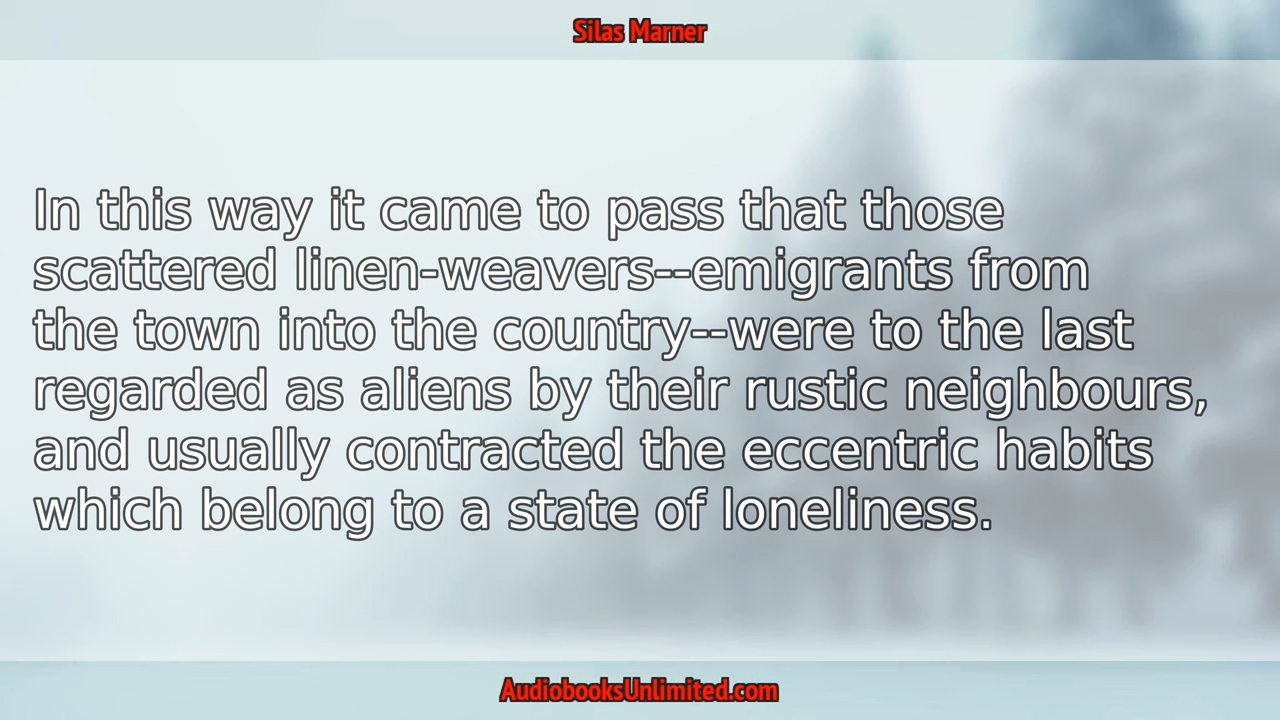 Silas Marner
In this way it came to pass that those
scattered linen-weavers--emigrants from
the town into the country--were to the last
regarded as aliens by their rustic neighbours,
and usually contracted the eccentric habits
which belong to a state of loneliness.
AudiobooksUnlimited.com